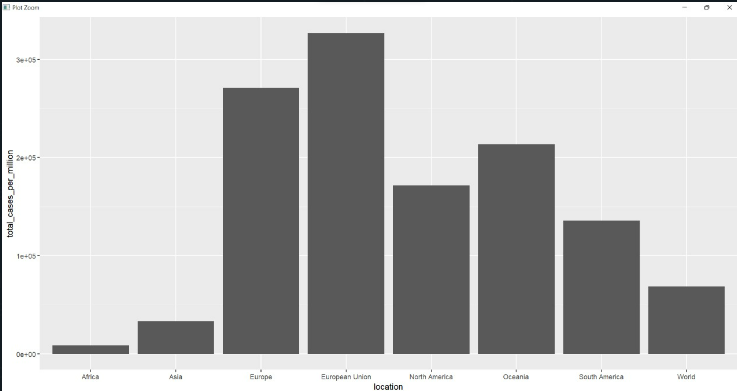 Plot Zoom
total_cases_per_million
3e+05
2e+05
1e+05
0e+00
Africa Asia Europe European Union North America Oceania South America World
location